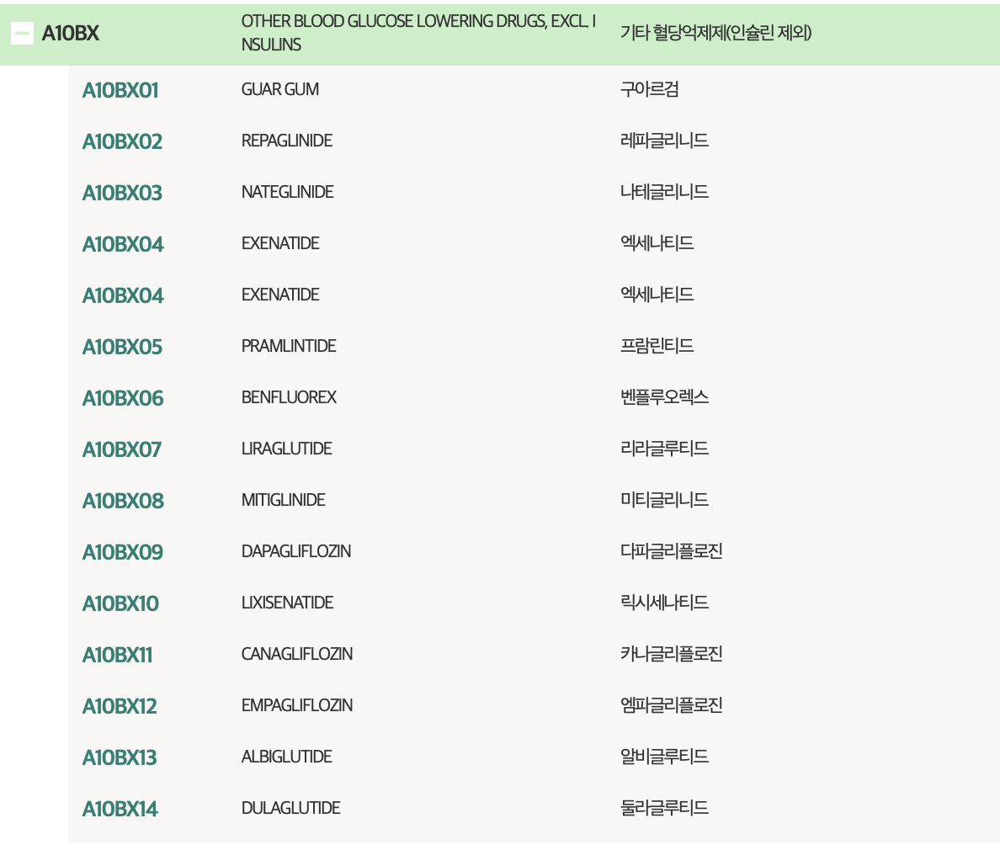 A10BX OTHER BLOOD GLUCOSE LOWERING DRUGS, EXCL. I
NSULINS 기타 혈당억제제(인슐린 제외)
A10BX01 GUAR GUM 구아르검
A10BX02 REPAGLINIDE 레파글리니드
A10BX03 NATEGLINIDE 나테글리니드
A10BX04 EXENATIDE 엑세나티드
A10BX04 EXENATIDE 엑세나티드
A10BX05 PRAMLINTIDE 프람린티드
A10BX06 BENFLUOREX 벤플루오렉스
A10BX07 LIRAGLUTIDE 리라글루티드
A10BX08 MITIGLINIDE 미티글리니드
A10BX09 DAPAGLIFLOZIN 다파글리플로진
A10BX10 LIXISENATIDE 릭시세나티드
A10BX11 CANAGLIFLOZIN 카나글리플로진
A10BX12 EMPAGLIFLOZIN 엠파글리플로진
A10BX13 ALBIGLUTIDE 알비글루티드
A10BX14 DULAGLUTIDE 둘라글루티드